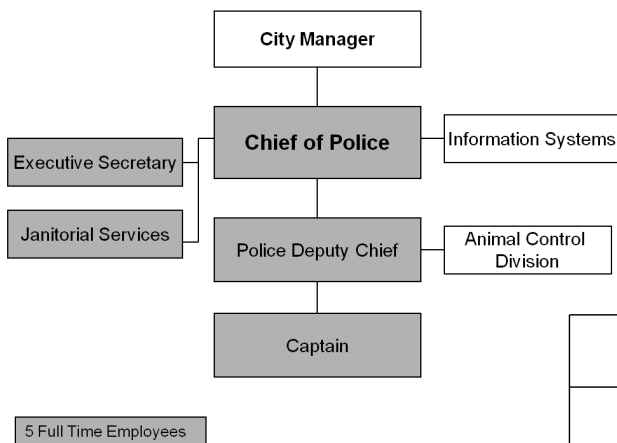 City Manager
Chief of Police
Information Systems
Executive Secretary
Janitorial Services
Police Deputy Chief
Animal Control
Division
Captain
5 Full Time Employees